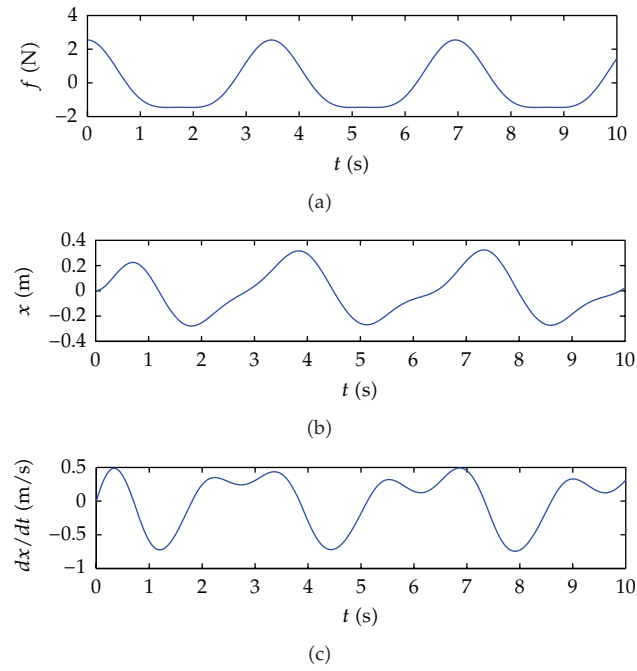 4
2
0
−2
f (N)
0 1 2 3 4 5 6 7 8 9 10
t (s)
(a)
0.4
0.2
0
−0.2
−0.4
x (m)
0 1 2 3 4 5 6 7 8 9 10
t (s)
(b)
0.5
0
−0.5
−1
dx/dt (m/s)
0 1 2 3 4 5 6 7 8 9 10
t (s)
(c)